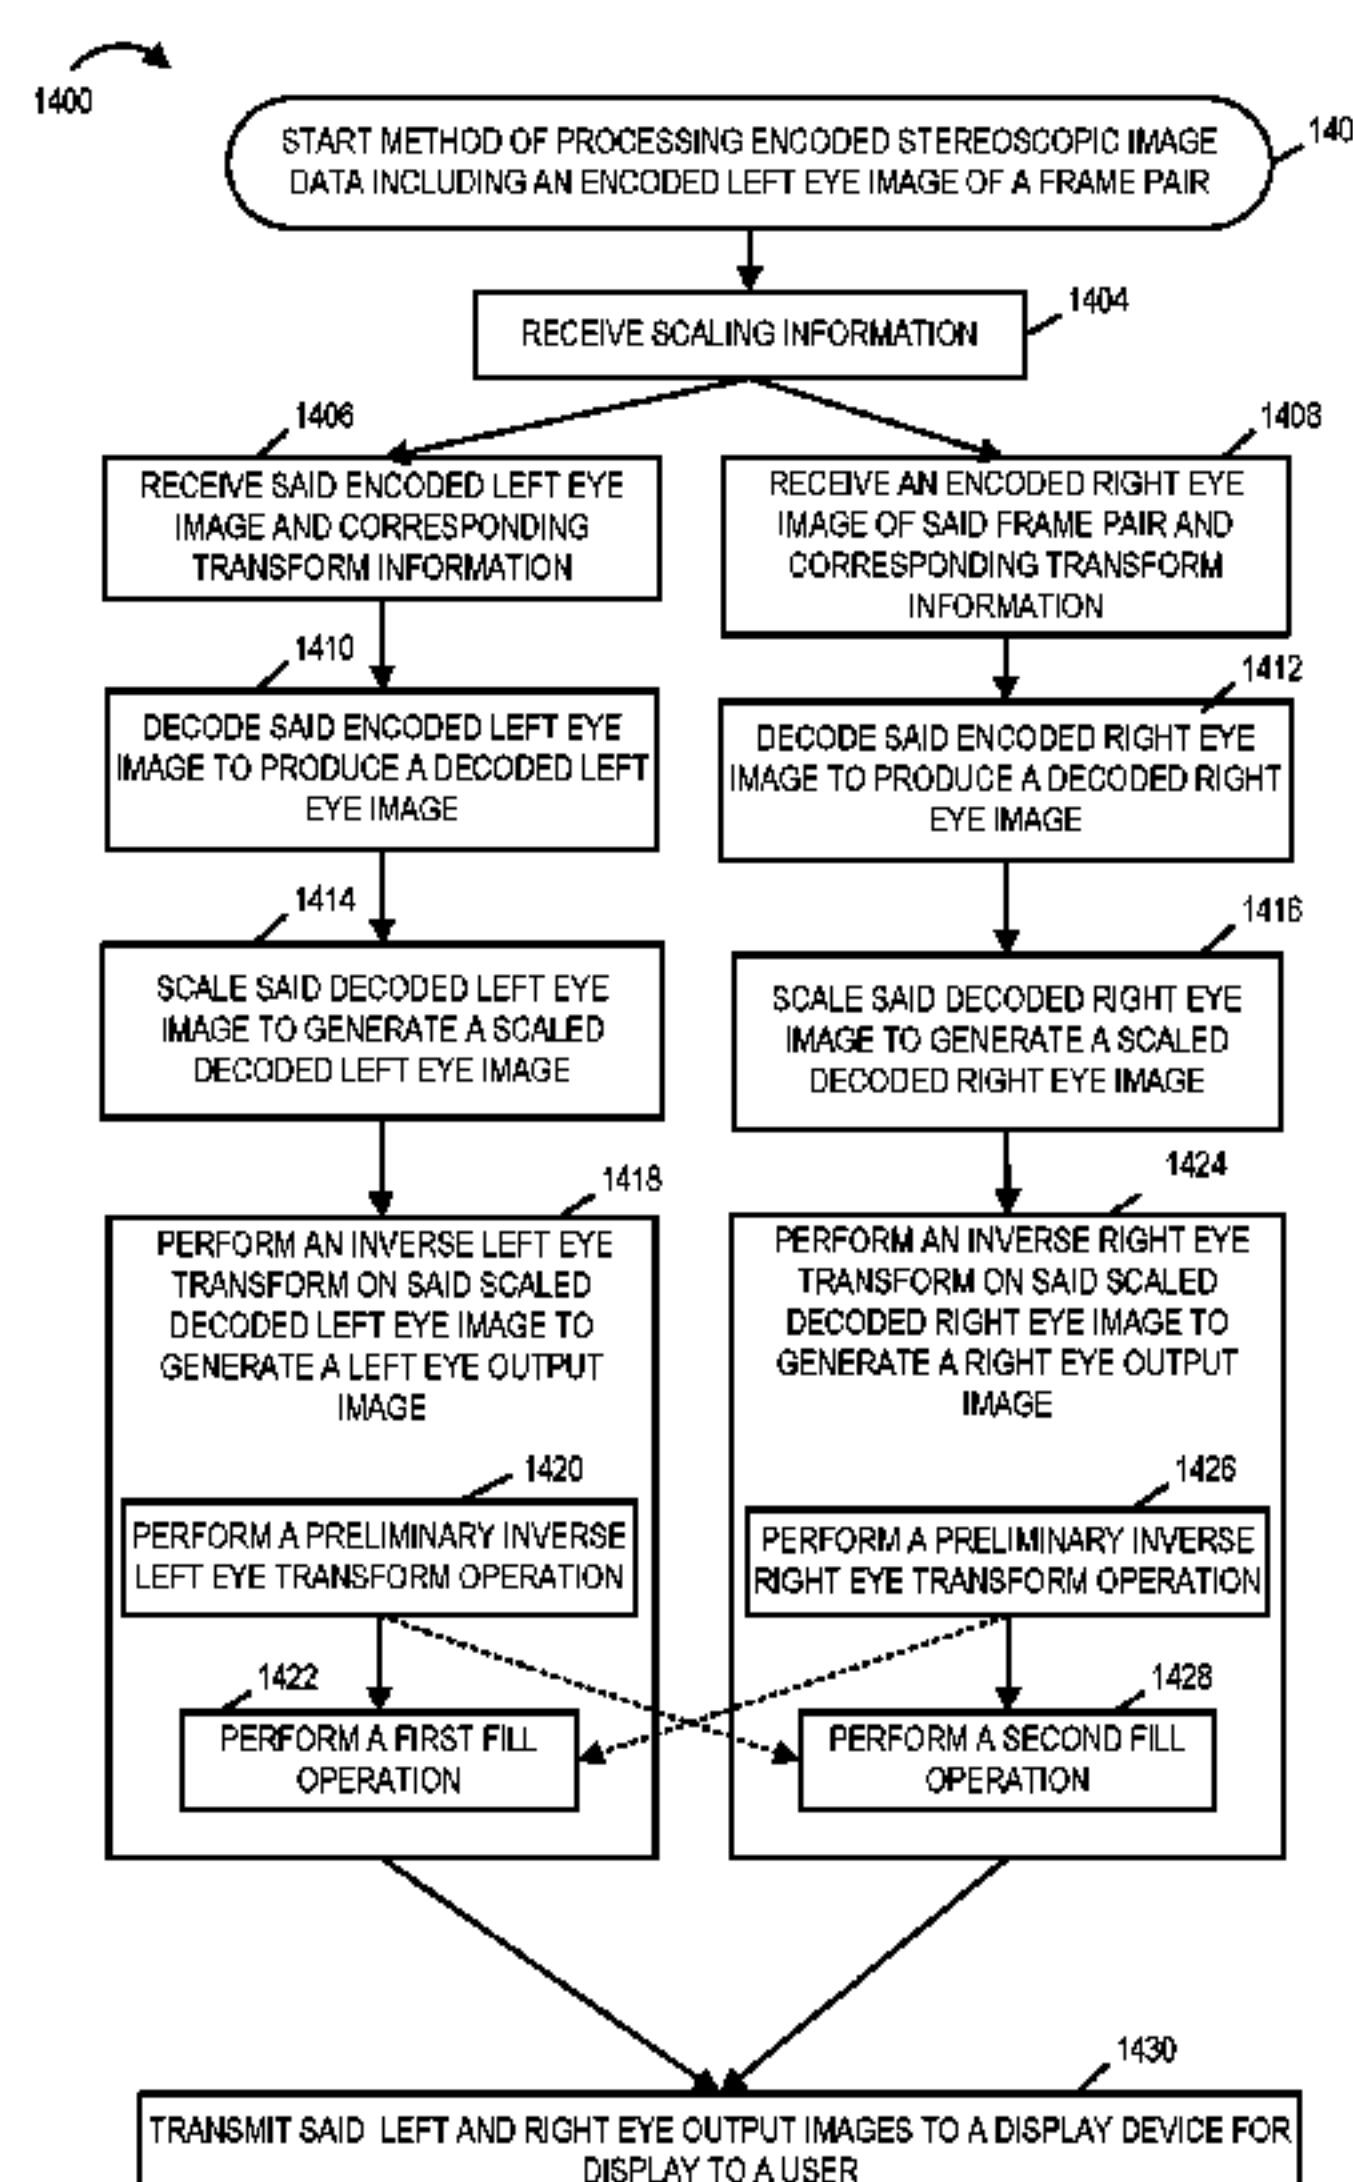 1400
START METHOD OF PROCESSING ENCODED STEREOSCOPIC IMAGE
DATA INCLUDING AN ENCODED LEFT EYE IMAGE OF A FRAME PAIR
140
RECEIVE SCALING INFORMATION
1404
1406
RECEIVE SAID ENCODED LEFT EYE
IMAGE AND CORRESPONDING
TRANSFORM INFORMATION
1408
RECEIVE AN ENCODED RIGHT EYE
IMAGE OF SAID FRAME PAIR AND
CORRESPONDING TRANSFORM
INFORMATION
1410
DECODE SAID ENCODED LEFT EYE
IMAGE TO PRODUCE A DECODED LEFT
EYE IMAGE
1412
DECODE SAID ENCODED RIGHT EYE
IMAGE TO PRODUCE A DECODED RIGHT
EYE IMAGE
1414
SCALE SAID DECODED LEFT EYE
IMAGE TO GENERATE A SCALED
DECODED LEFT EYE IMAGE
1416
SCALE SAID DECODED RIGHT EYE
IMAGE TO GENERATE A SCALED
DECODED RIGHT EYE IMAGE
1418
PERFORM AN INVERSE LEFT EYE
TRANSFORM ON SAID SCALED
DECODED LEFT EYE IMAGE TO
GENERATE A LEFT EYE OUTPUT
IMAGE
1420
PERFORM A PRELIMINARY INVERSE
LEFT EYE TRANSFORM OPERATION
1422
PERFORM A FIRST FILL
OPERATION
1424
PERFORM AN INVERSE RIGHT EYE
TRANSFORM ON SAID SCALED
DECODED RIGHT EYE IMAGE TO
GENERATE A RIGHT EYE OUTPUT
IMAGE
1426
PERFORM A PRELIMINARY INVERSE
RIGHT EYE TRANSFORM OPERATION
1428
PERFORM A SECOND FILL
OPERATION
1430
TRANSMIT SAID LEFT AND RIGHT EYE OUTPUT IMAGES TO A DISPLAY DEVICE FOR
DISPLAY TO A USER